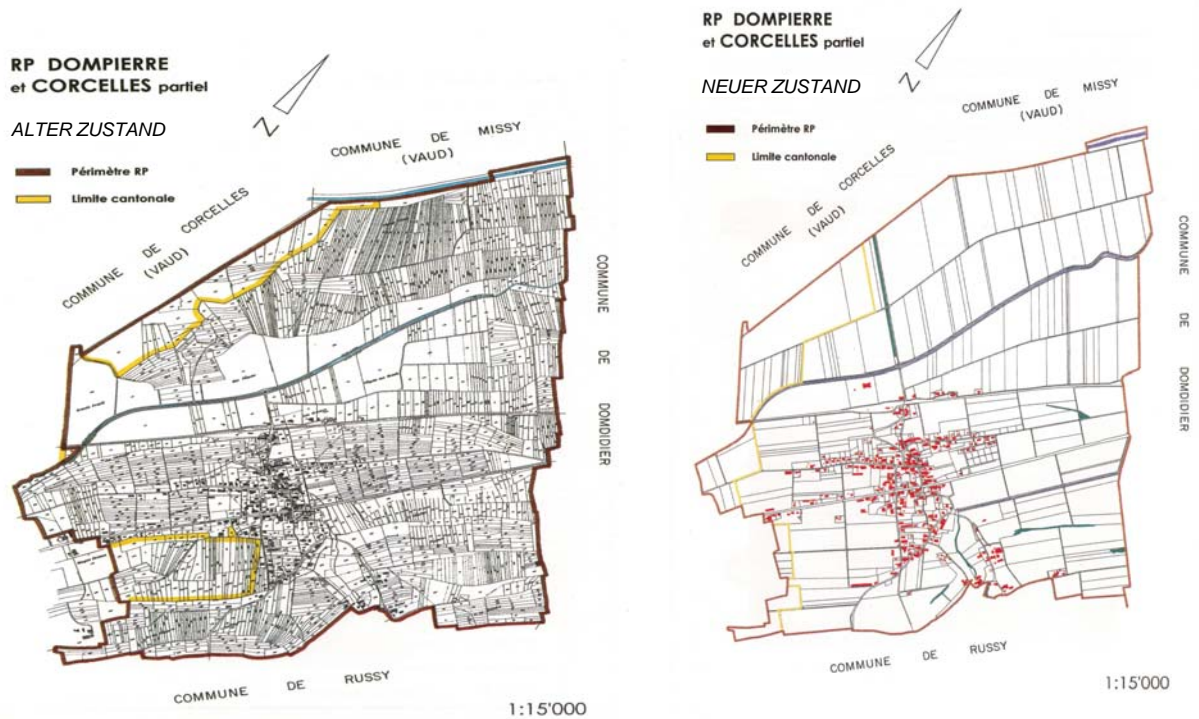 RP DOMPIERRE
et CORCELLES partiel
N
ALTER ZUSTAND
Périmètre RP
Limite cantonale
COMMUNE DE MISSY
(VAUD)
COMMUNE DE CORCELLES
(VAUD)
COMMUNE DE DOMDIDIER
COMMUNE DE RUSSY
1:15'000
RP DOMPIERRE
et CORCELLES partiel
N
NEUER ZUSTAND
Périmètre RP
Limite cantonale
COMMUNE DE MISSY
(VAUD)
COMMUNE DE CORCELLES
(VAUD)
COMMUNE DE DOMDIDIER
COMMUNE DE RUSSY
1:15'000